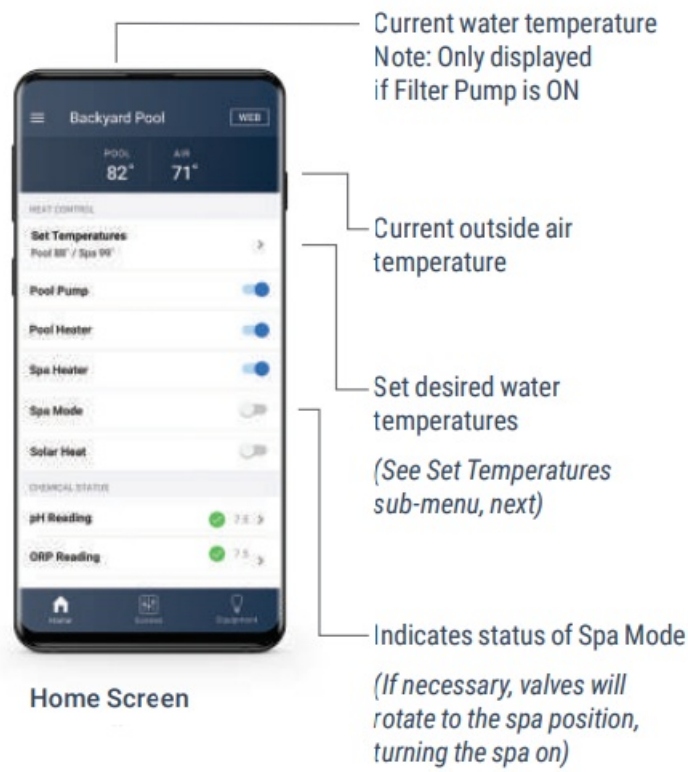 Current water temperature
Note: Only displayed
if Filter Pump is ON
Backyard Pool
WEB
POOL
AIR
82°
71°
HEAT CONTROL
Set Temperatures
Pool 88° / Spa 99°
Current outside air
temperature
Pool Pump
Pool Heater
Spa Heater
Set desired water
temperatures
Spa Mode
Solar Heat
(See Set Temperatures
sub-menu, next)
CHEMICAL STATUS
pH Reading
7.5
ORP Reading
7.5
Home
Equipment
Indicates status of Spa Mode
(If necessary, valves will
rotate to the spa position,
turning the spa on)
Home Screen